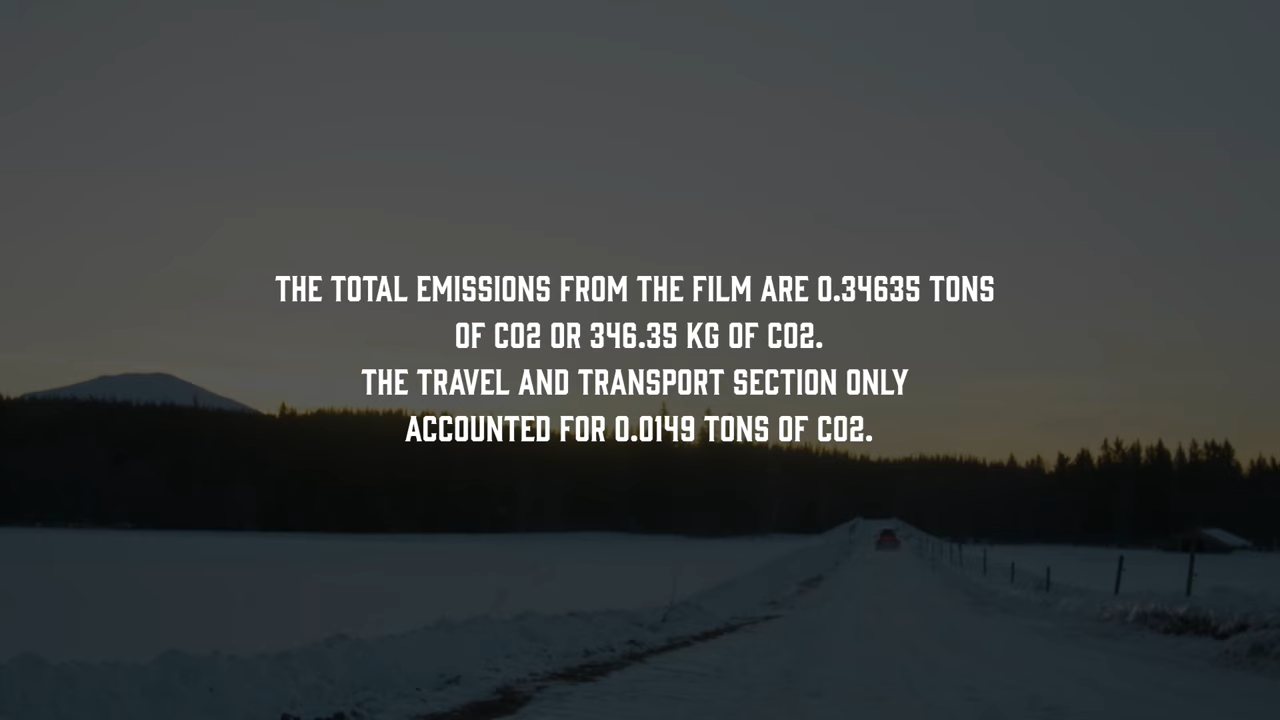 THE TOTAL EMISSIONS FROM THE FILM ARE 0.34635 TONS
OF CO2 OR 346.35 KG OF CO2.
THE TRAVEL AND TRANSPORT SECTION ONLY
ACCOUNTED FOR 0.0149 TONS OF CO2.